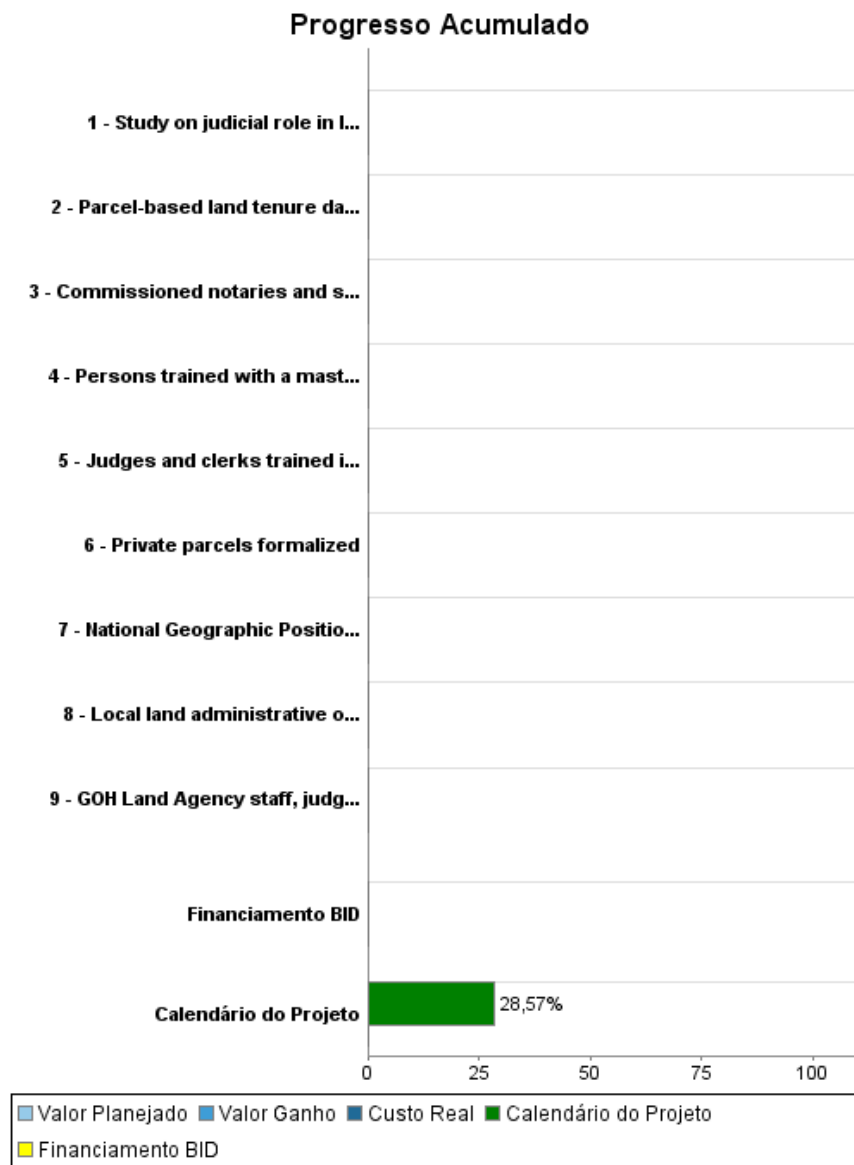 Progresso Acumulado
1 - Study on judicial role in l...
2 - Parcel-based land tenure da...
3 - Commissioned notaries and s...
4 - Persons trained with a mast...
5 - Judges and clerks trained i...
6 - Private parcels formalized
7 - National Geographic Positio...
8 - Local land administrative o...
9 - GOH Land Agency staff, judg...
Financiamento BID
Calendário do Projeto
28,57%
0 25 50 75 100
Valor Planejado Valor Ganho Custo Real Calendário do Projeto
Financiamento BID